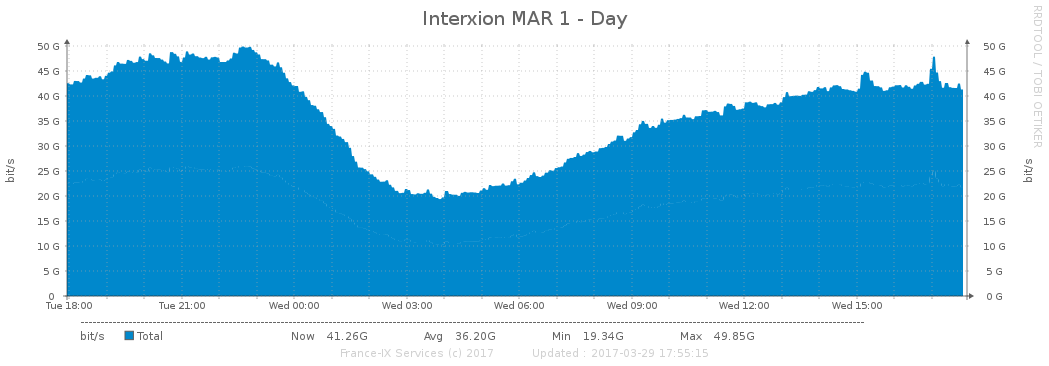 Interxion MAR 1 - Day
RRDTOOL / TOBI OETIKER
bit/s
50 G 50 G
45 G 45 G
40 G 40 G
35 G 35 G
30 G 30 G
25 G 25 G
20 G 20 G
15 G 15 G
10 G 10 G
5 G 5 G
0 0 G
bit/s
Tue 18:00 Tue 21:00 Wed 00:00 Wed 03:00 Wed 06:00 Wed 09:00 Wed 12:00 Wed 15:00
bit/s Total Now 41.26G Avg 36.20G Min 19.34G Max 49.85G
France-IX Services (c) 2017 Updated : 2017-03-29 17:55:15